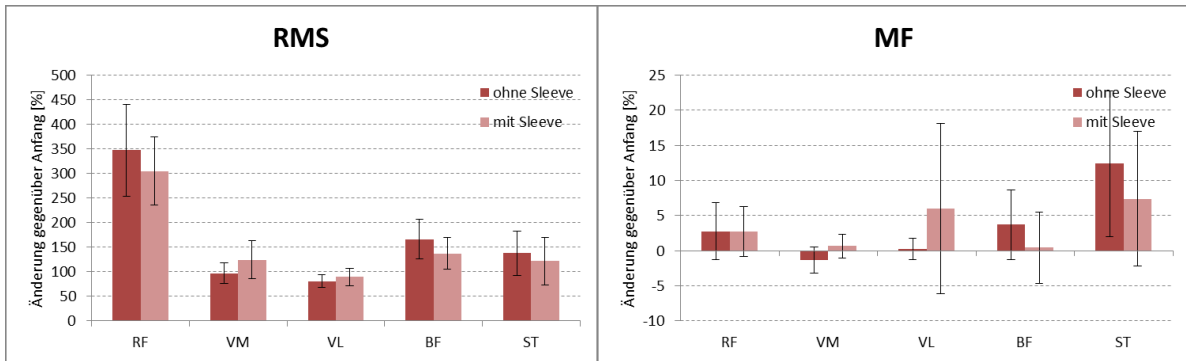 RMS
Änderung gegenüber Anfang [%]
500
450
400
350
300
250
200
150
100
50
0
ohne Sleeve
mit Sleeve
RF VM VL BF ST
MF
Änderung gegenüber Anfang [%]
25
20
15
10
5
0
-5
-10
ohne Sleeve
mit Sleeve
RF VM VL BF ST